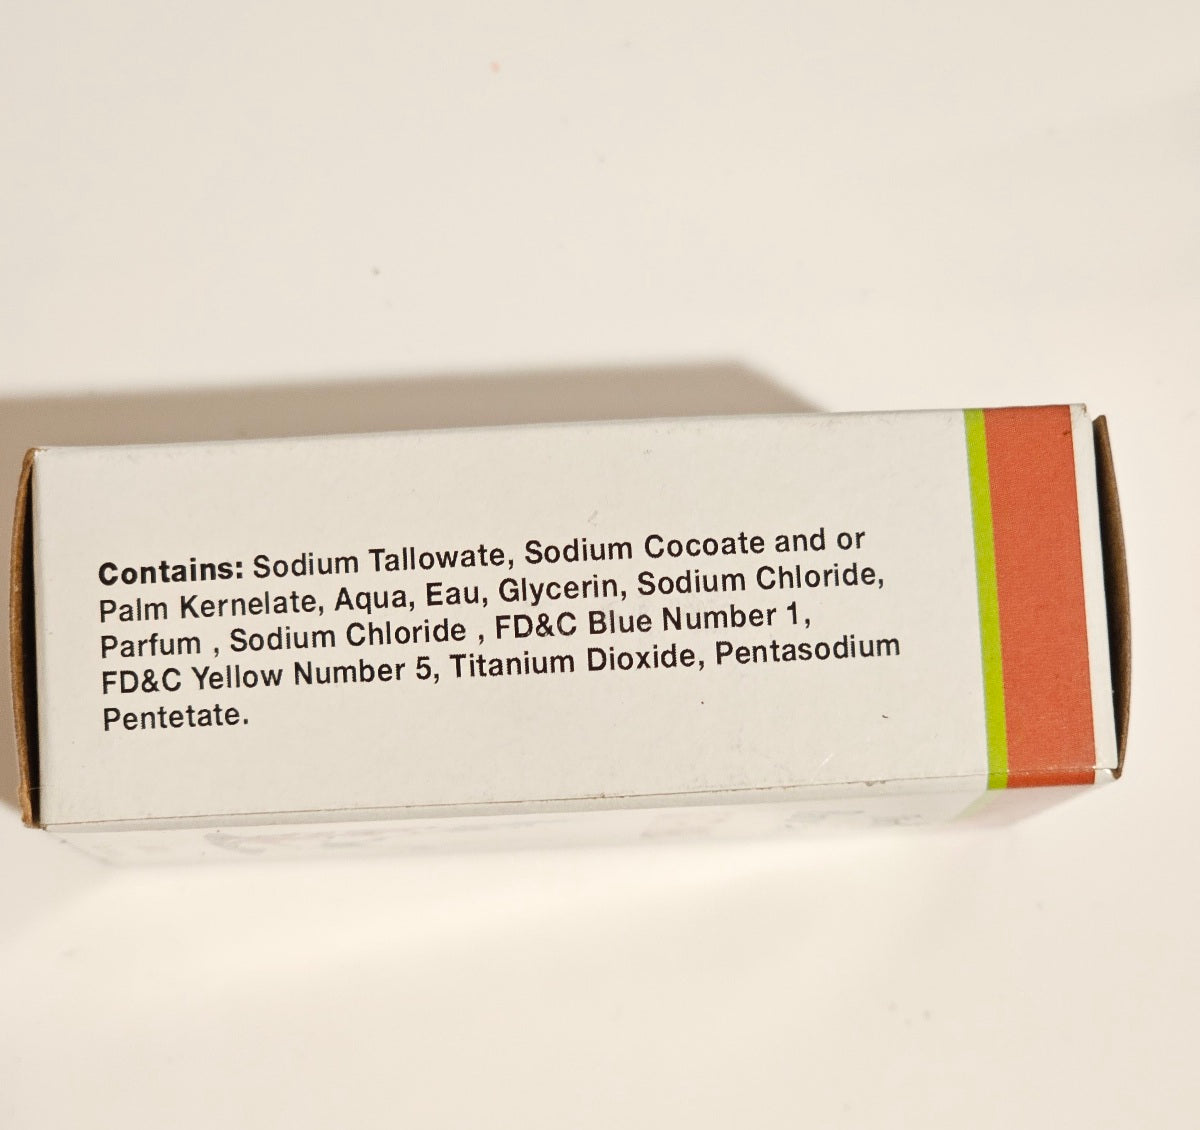 Contains: Sodium Tallowate, Sodium Cocoate and or
Palm Kernelate, Aqua, Eau, Glycerin, Sodium Chloride,
Parfum , Sodium Chloride , FD&C Blue Number 1,
FD&C Yellow Number 5, Titanium Dioxide, Pentasodium
Pentetate.